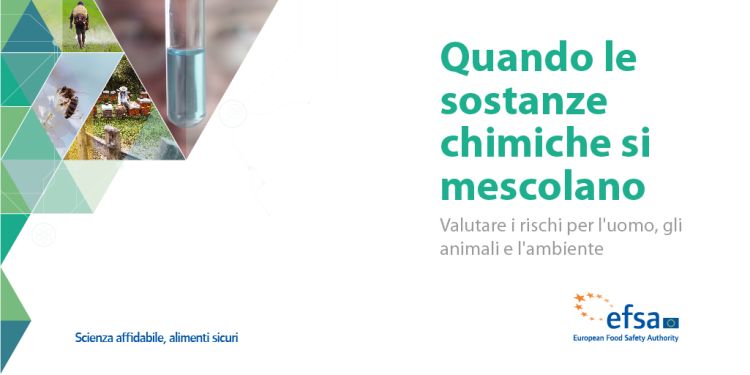 Quando le
sostanze
chimiche si
mescolano
Valutare i rischi per l'uomo, gli
animali e l'ambiente
efsa
European Food Safety Authority
Scienza affidabile, alimenti sicuri